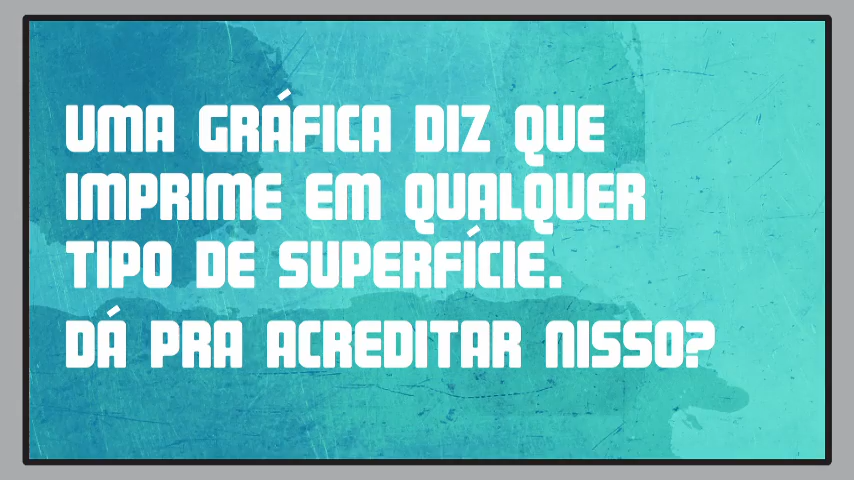 UMA GRÁFICA DIZ QUE
IMPRIME EM QUALQUER
TIPO DE SUPERFÍCIE.
DÁ PRA ACREDITAR NISSO?